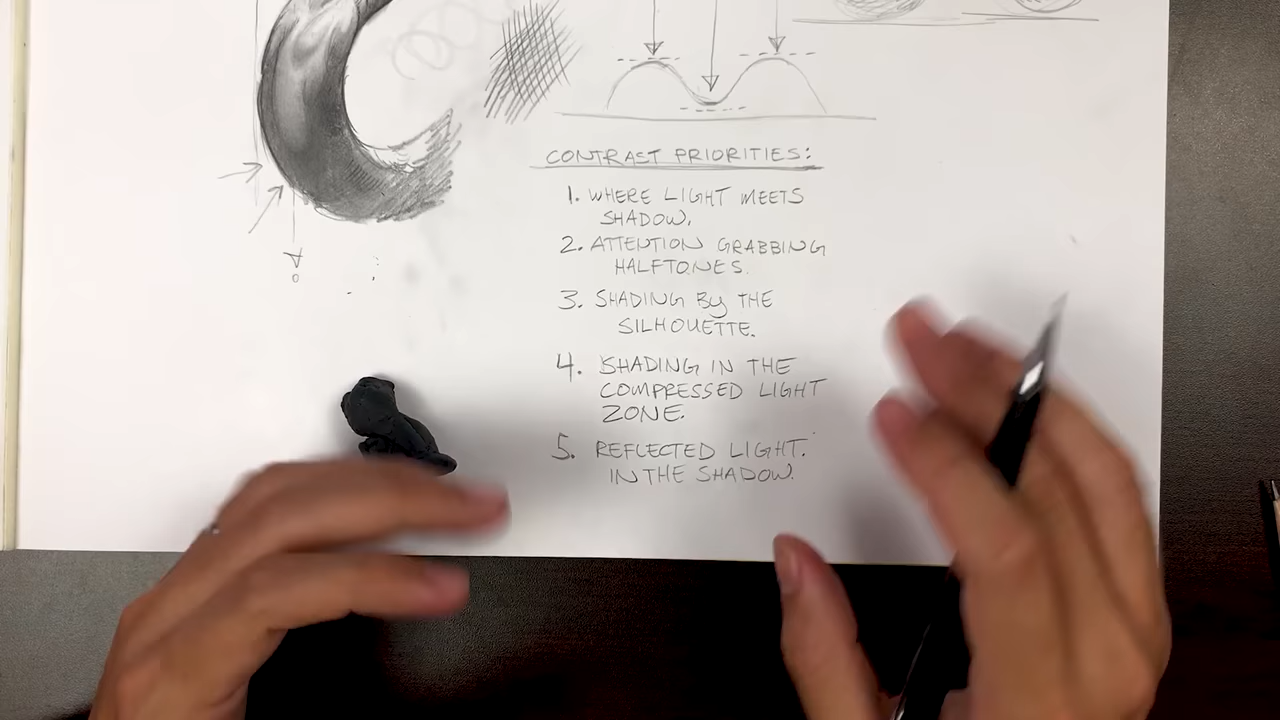 CONTRAST PRIORITIES:
1. WHERE LIGHT MEETS
SHADOW.
2. ATTENTION GRABBING
HALFTONES.
3. SHADING BY THE
SILHOUETTE.
4. SHADING IN THE
COMPRESSED LIGHT
ZONE.
5. REFLECTED LIGHT.
IN THE SHADOW.